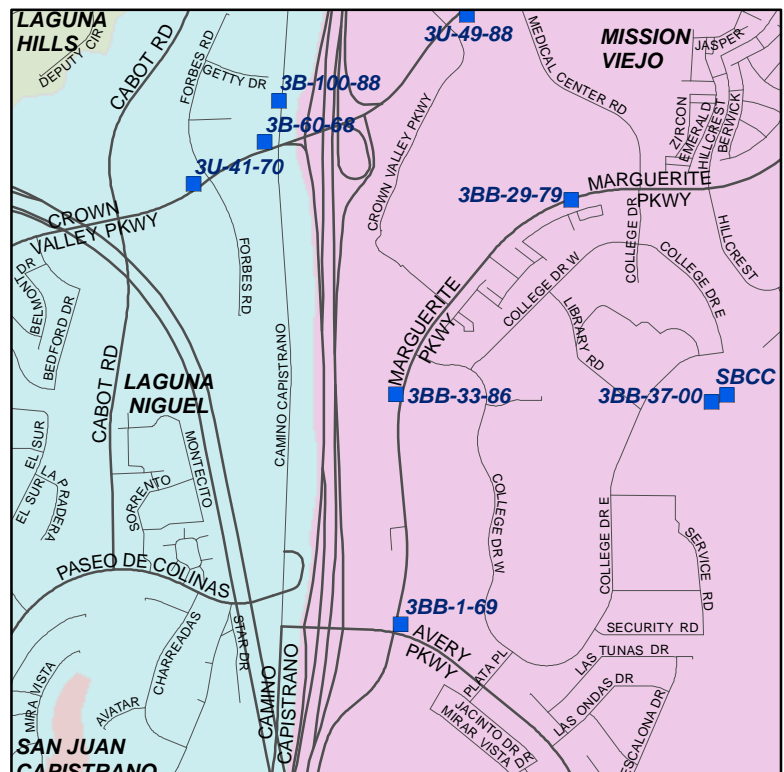 LAGUNA
HILLS
DEPUTY CIR
CABOT RD
FORBES RD
GETTY DR
3U-49-88
MEDICAL CENTER RD
MISSION
VIEJO
JASPER
3B-100-88
3B-60-68
3U-41-70
CROWN VALLEY PKWY
ZYRCON
EMERALD
HILLCREST
BERWICK
3BB-29-79
MARGUERITE
PKWY
CROWN
VALLEY PKWY
FORBES RD
COLLEGE DR
HILLCREST
BELMONT DR
BEDFORD DR
COLLEGE DR W
COLLEGE DR E
LIBRARY RD
MARGUERITE
PKWY
CABOT RD
LAGUNA
NIGUEL
CAMINO CAPISTRANO
3BB-33-86
3BB-37-00
SBCC
EL SUR
EL SUR
LA PRADERA
SORRENTO
MONTECITO
COLLEGE DR W
COLLEGE DR E
SERVICE RD
PASEO DE COLINAS
3BB-1-69
SECURITY RD
AVERY
PKWY
STAR DR
CHARREADAS
CAMINO
CAPISTRANO
PLATA PL
LAS TUNAS DR
LAS ONDAS DR
ESCALONA DR
MIRA VISTA
AVATAR
JACINTO DR
MIRAR VISTA DR
SAN JUAN
CAPISTRANO